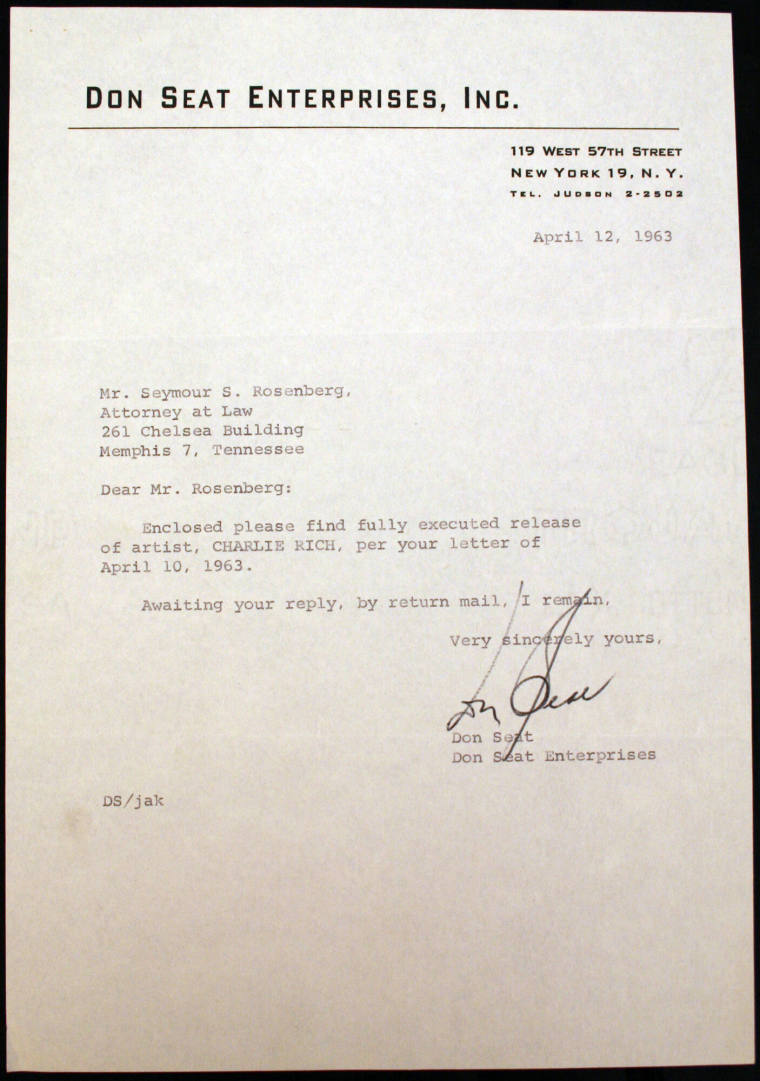 DON SEAT ENTERPRISES, INC.
119 WEST 57TH STREET
NEW YORK 19, N. Y.
TEL. JUDSON 2-2502
April 12, 1963
Mr. Seymour S. Rosenberg,
Attorney at Law
261 Chelsea Building
Memphis 7, Tennessee
Dear Mr. Rosenberg:
Enclosed please find fully executed release
of artist, CHARLIE RICH, per your letter of
April 10, 1963.
Awaiting your reply, by return mail, I remain,
Very sincerely yours,
Don Seat
Don Seat
Don Seat Enterprises
DS/jak